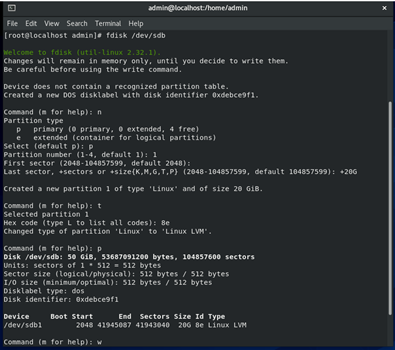 admin@localhost:/home/admin
File Edit View Search Terminal Help
[root@localhost admin]# fdisk /dev/sdb
Welcome to fdisk (util-linux 2.32.1).
Changes will remain in memory only, until you decide to write them.
Be careful before using the write command.
Device does not contain a recognized partition table.
Created a new DOS disklabel with disk identifier 0xdebce9f1.
Command (m for help): n
Partition type
p primary (0 primary, 0 extended, 4 free)
e extended (container for logical partitions)
Select (default p): p
Partition number (1-4, default 1): 1
First sector (2048-104857599, default 2048):
Last sector, +sectors or +size{K,M,G,T,P} (2048-104857599, default 104857599): +20G
Created a new partition 1 of type 'Linux' and of size 20 GiB.
Command (m for help): t
Selected partition 1
Hex code (type L to list all codes): 8e
Changed type of partition 'Linux' to 'Linux LVM'.
Command (m for help): p
Disk /dev/sdb: 50 GiB, 53687091200 bytes, 104857600 sectors
Units: sectors of 1 * 512 = 512 bytes
Sector size (logical/physical): 512 bytes / 512 bytes
I/O size (minimum/optimal): 512 bytes / 512 bytes
Disklabel type: dos
Disk identifier: 0xdebce9f1
Device Boot Start End Sectors Size Id Type
/dev/sdb1 2048 41945087 41943040 20G 8e Linux LVM
Command (m for help): w